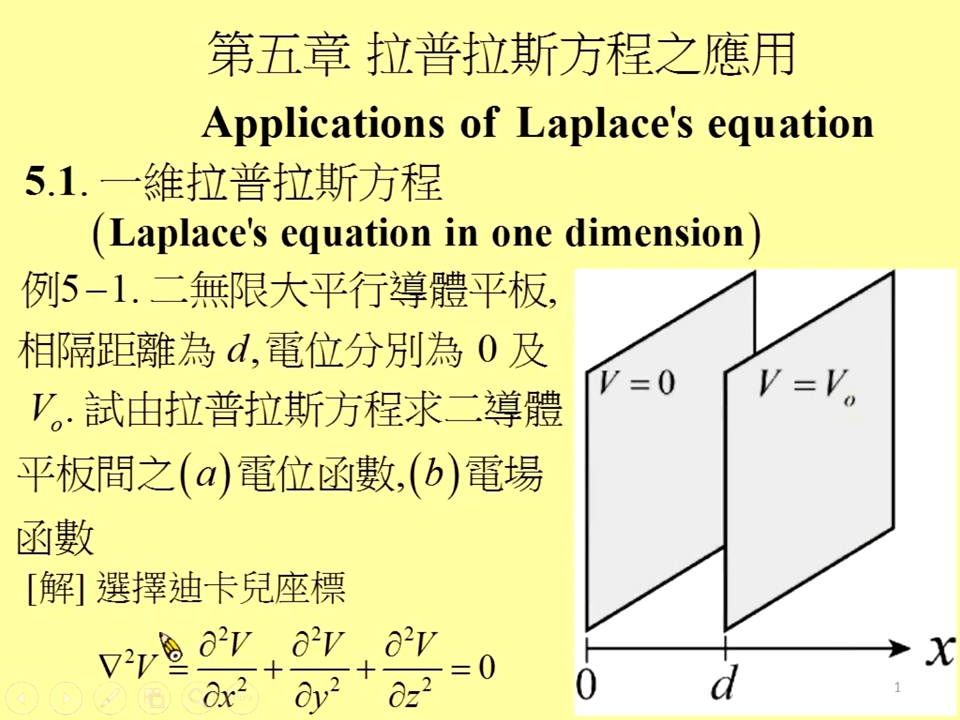 第五章 拉普拉斯方程之應用
Applications of Laplace's equation
5.1. 一維拉普拉斯方程
(Laplace's equation in one dimension)
例5−1. 二無限大平行導體平板,
相隔距離為 d, 電位分別為 0 及
Vₒ. 試由拉普拉斯方程求二導體
平板間之(a)電位函數,(b)電場
函數
[解] 選擇迪卡兒座標
∇²V = ∂²V/∂x² + ∂²V/∂y² + ∂²V/∂z² = 0
V = 0
V = Vₒ
0
d
x
1